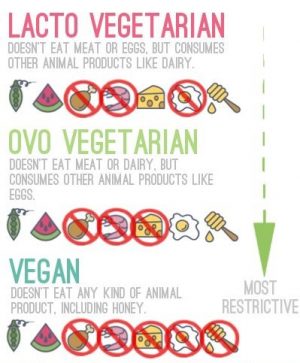 LACTO VEGETARIAN
DOESN'T EAT MEAT OR EGGS, BUT CONSUMES
OTHER ANIMAL PRODUCTS LIKE DAIRY.
OVO VEGETARIAN
DOESN'T EAT MEAT OR DAIRY, BUT
CONSUMES OTHER ANIMAL PRODUCTS LIKE
EGGS.
VEGAN
DOESN'T EAT ANY KIND OF ANIMAL
PRODUCT, INCLUDING HONEY.
MOST
RESTRICTIVE